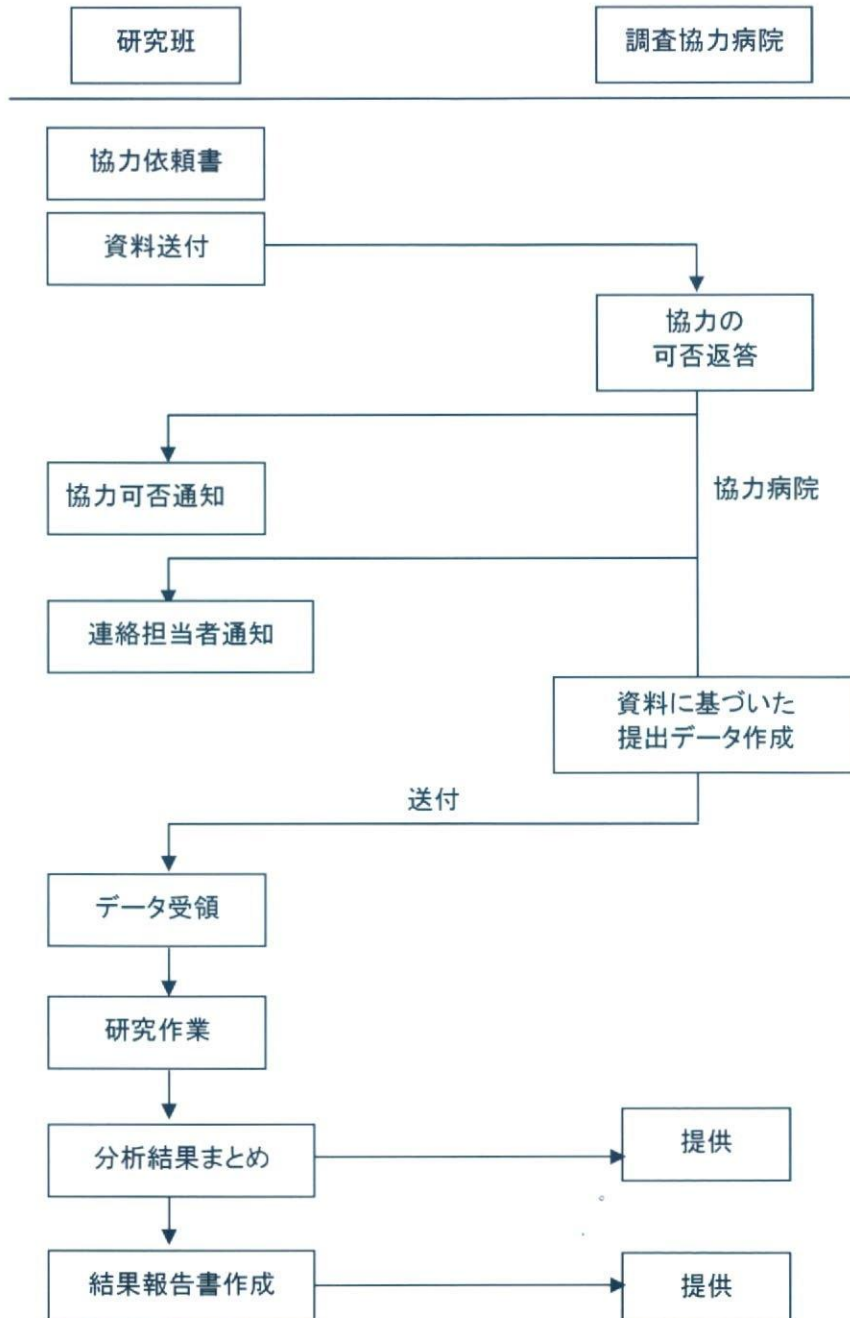 研究班
調査協力病院
協力依頼書
資料送付
協力の
可否返答
協力可否通知
協力病院
連絡担当者通知
資料に基づいた
提出データ作成
送付
データ受領
研究作業
分析結果まとめ
提供
結果報告書作成
提供